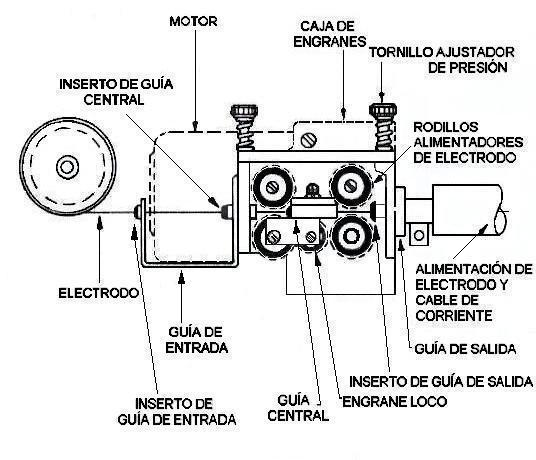 MOTOR
CAJA DE
ENGRANES
TORNILLO AJUSTADOR
DE PRESIÓN
INSERTO DE GUÍA
CENTRAL
RODILLOS
ALIMENTADORES
DE ELECTRODO
ELECTRODO
ALIMENTACIÓN DE
ELECTRODO Y
CABLE DE
CORRIENTE
GUÍA DE
ENTRADA
GUÍA DE SALIDA
INSERTO DE GUÍA DE SALIDA
INSERTO DE
GUÍA DE ENTRADA
GUÍA
CENTRAL
ENGRANE LOCO